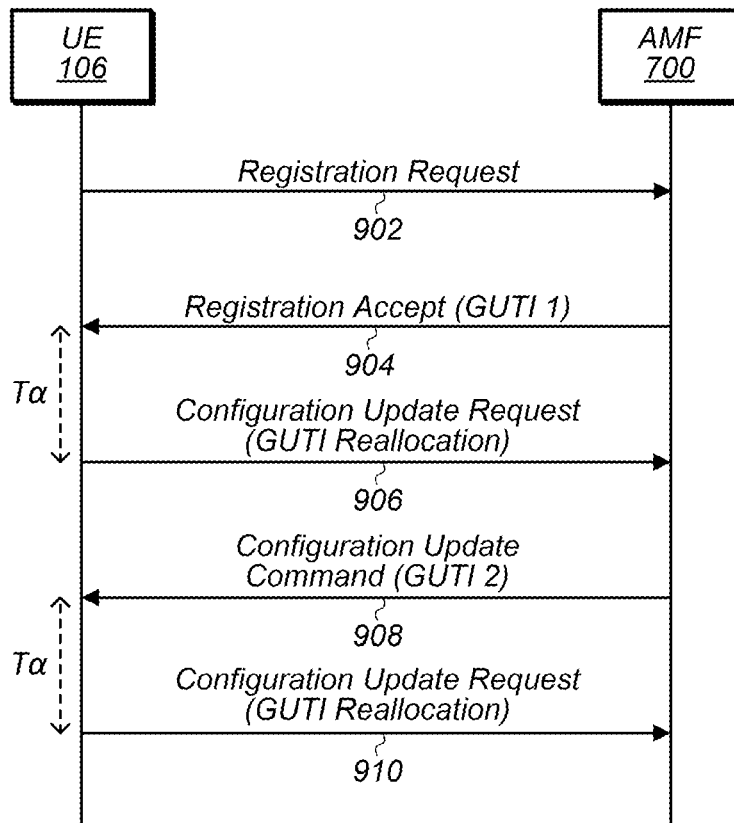 UE
106
AMF
700
Registration Request
902
Registration Accept (GUTI 1)
904
Tα
Configuration Update Request
(GUTI Reallocation)
906
Configuration Update
Command (GUTI 2)
908
Tα
Configuration Update Request
(GUTI Reallocation)
910